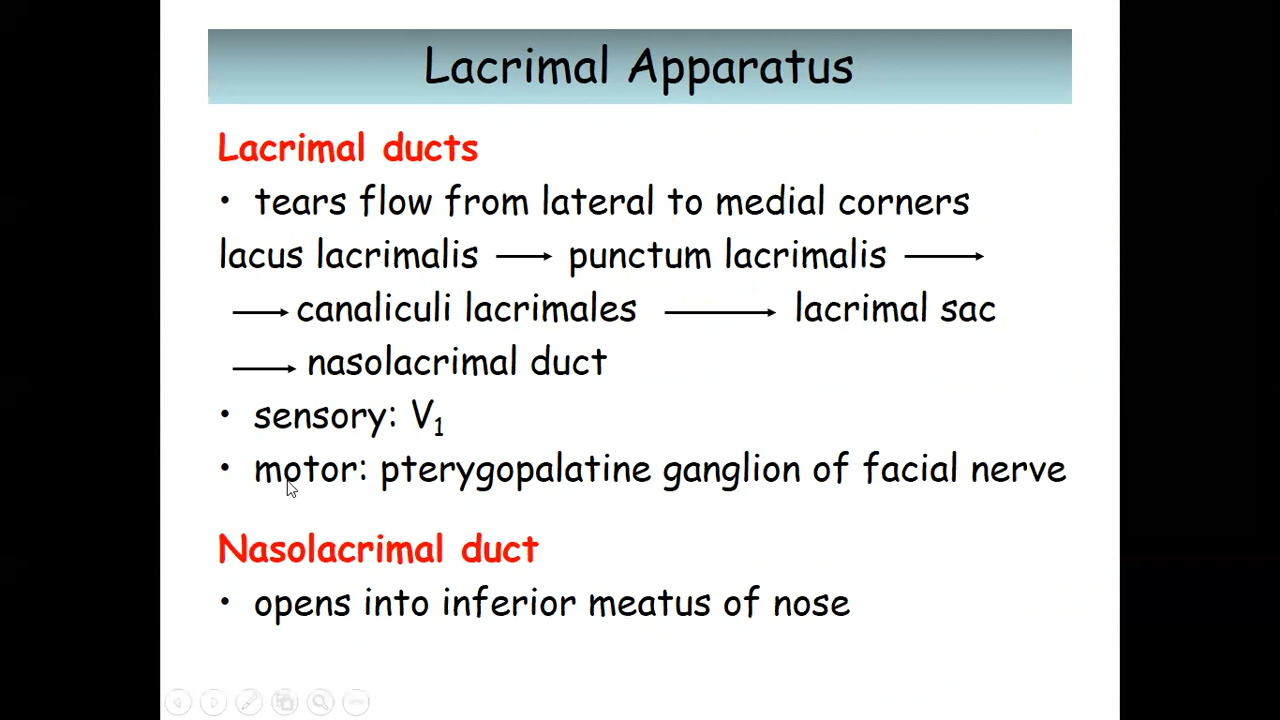 Lacrimal Apparatus
Lacrimal ducts
• tears flow from lateral to medial corners
lacus lacrimalis → punctum lacrimalis →
→ canaliculi lacrimales → lacrimal sac
→ nasolacrimal duct
• sensory: V₁
• motor: pterygopalatine ganglion of facial nerve
Nasolacrimal duct
• opens into inferior meatus of nose